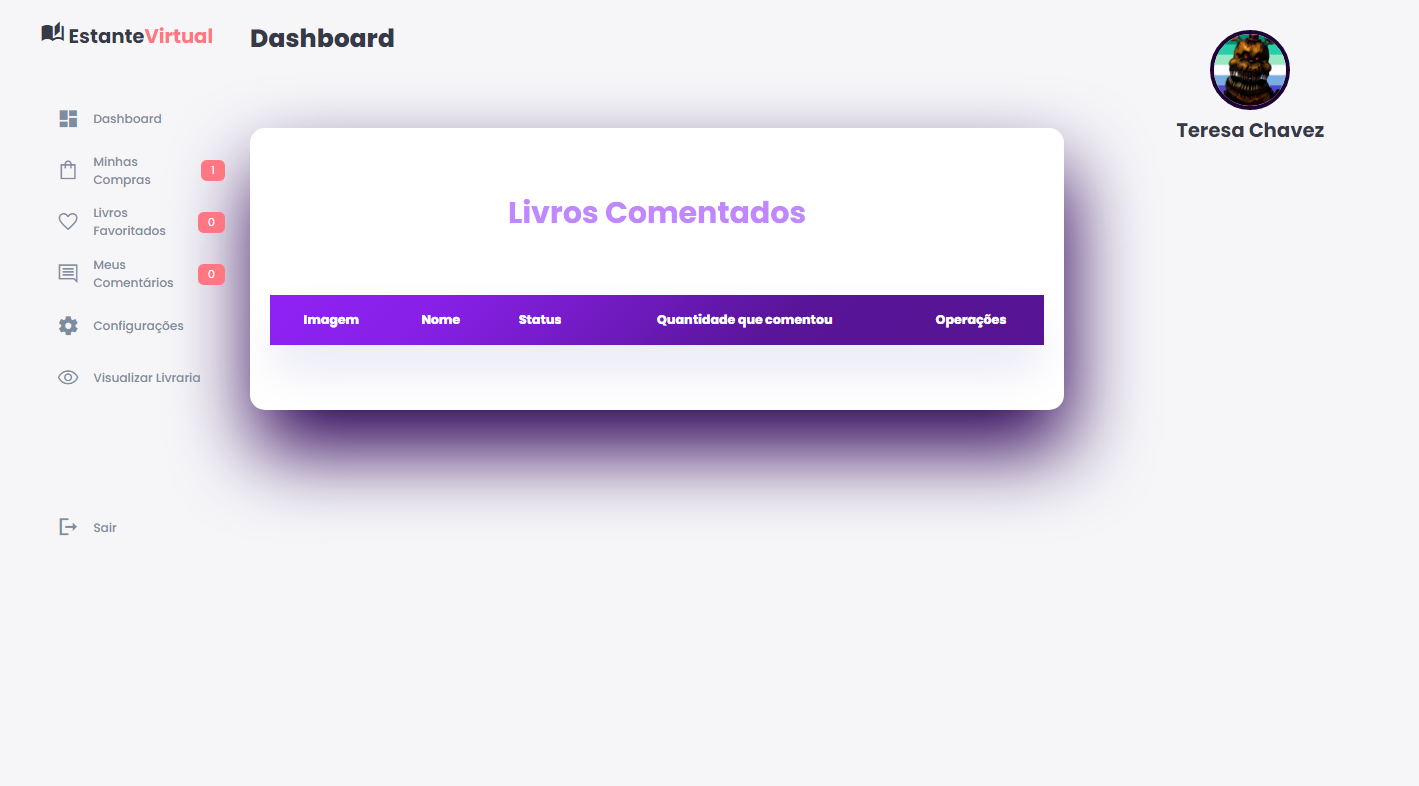 EstanteVirtual
Dashboard
Teresa Chavez
Dashboard
Minhas
Compras
1
Livros
Favoritados
0
Meus
Comentários
0
Configurações
Visualizar Livraria
Sair
Livros Comentados
Imagem Nome Status Quantidade que comentou Operações